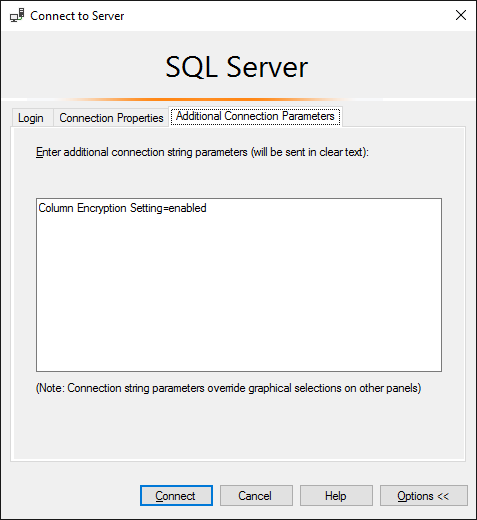 Connect to Server
SQL Server
Login Connection Properties Additional Connection Parameters
Enter additional connection string parameters (will be sent in clear text):
Column Encryption Setting=enabled
(Note: Connection string parameters override graphical selections on other panels)
Connect Cancel Help Options <<